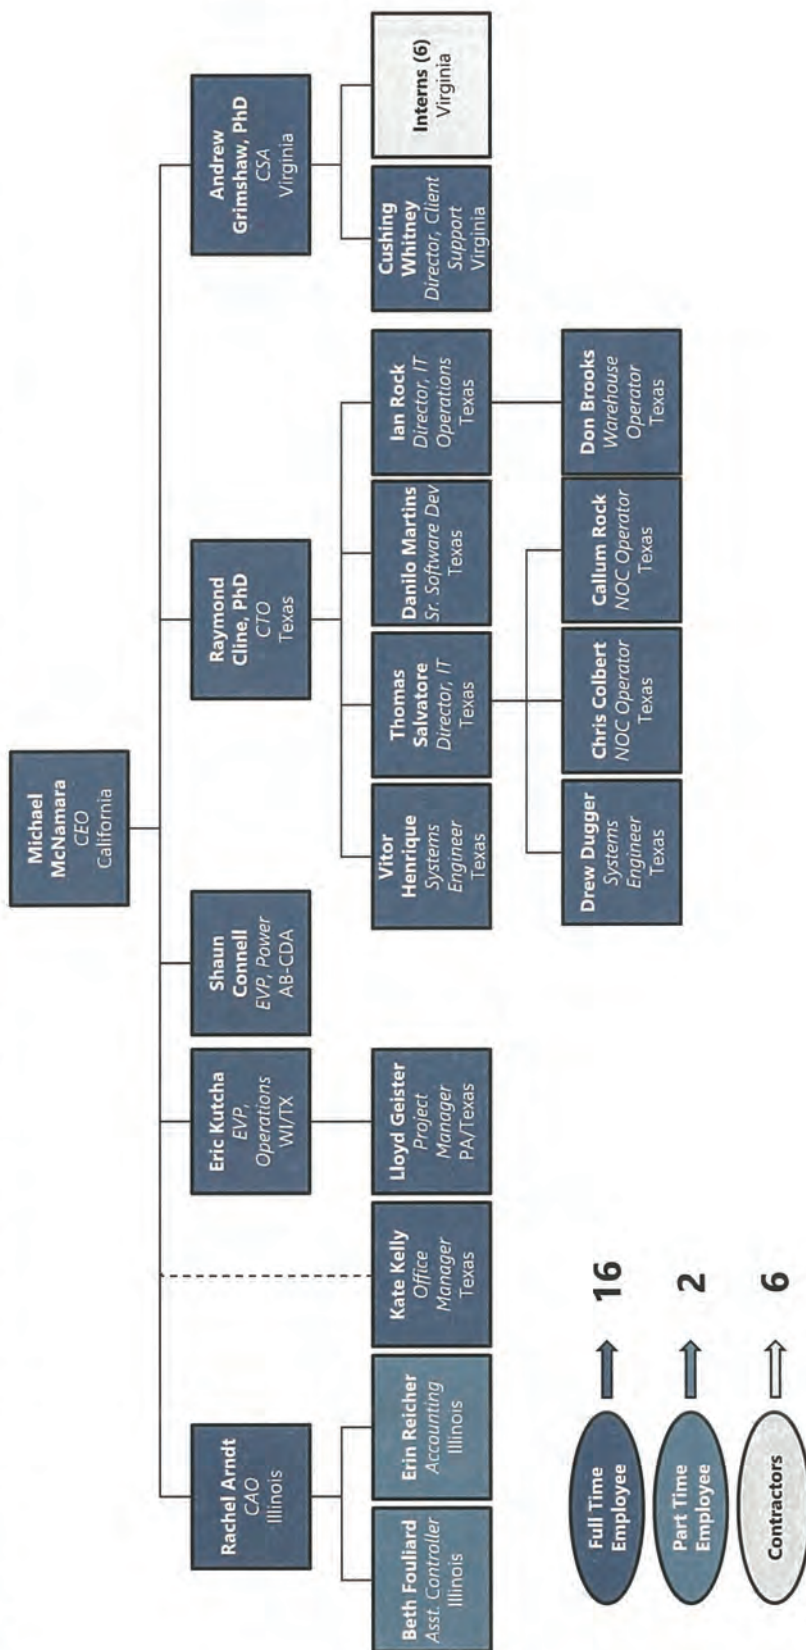 Michael
McNamara
CEO
California
Rachel Arndt
CAO
Illinois
Eric Kutcha
EVP,
Operations
WI/TX
Shaun
Connell
EVP, Power
AB-CDA
Raymond
Cline, PhD
CTO
Texas
Andrew
Grimshaw, PhD
CSA
Virginia
Beth Fouliard
Asst. Controller
Illinois
Erin Reicher
Accounting
Illinois
Kate Kelly
Office
Manager
Texas
Lloyd Geister
Project
Manager
PA/Texas
Vitor
Henrique
Systems
Engineer
Texas
Thomas
Salvatore
Director, IT
Texas
Danilo Martins
Sr. Software Dev
Texas
Ian Rock
Director, IT
Operations
Texas
Cushing
Whitney
Director, Client
Support
Virginia
Interns (6)
Virginia
Drew Dugger
Systems
Engineer
Texas
Chris Colbert
NOC Operator
Texas
Callum Rock
NOC Operator
Texas
Don Brooks
Warehouse
Operator
Texas
Full Time
Employee
16
Part Time
Employee
2
Contractors
6